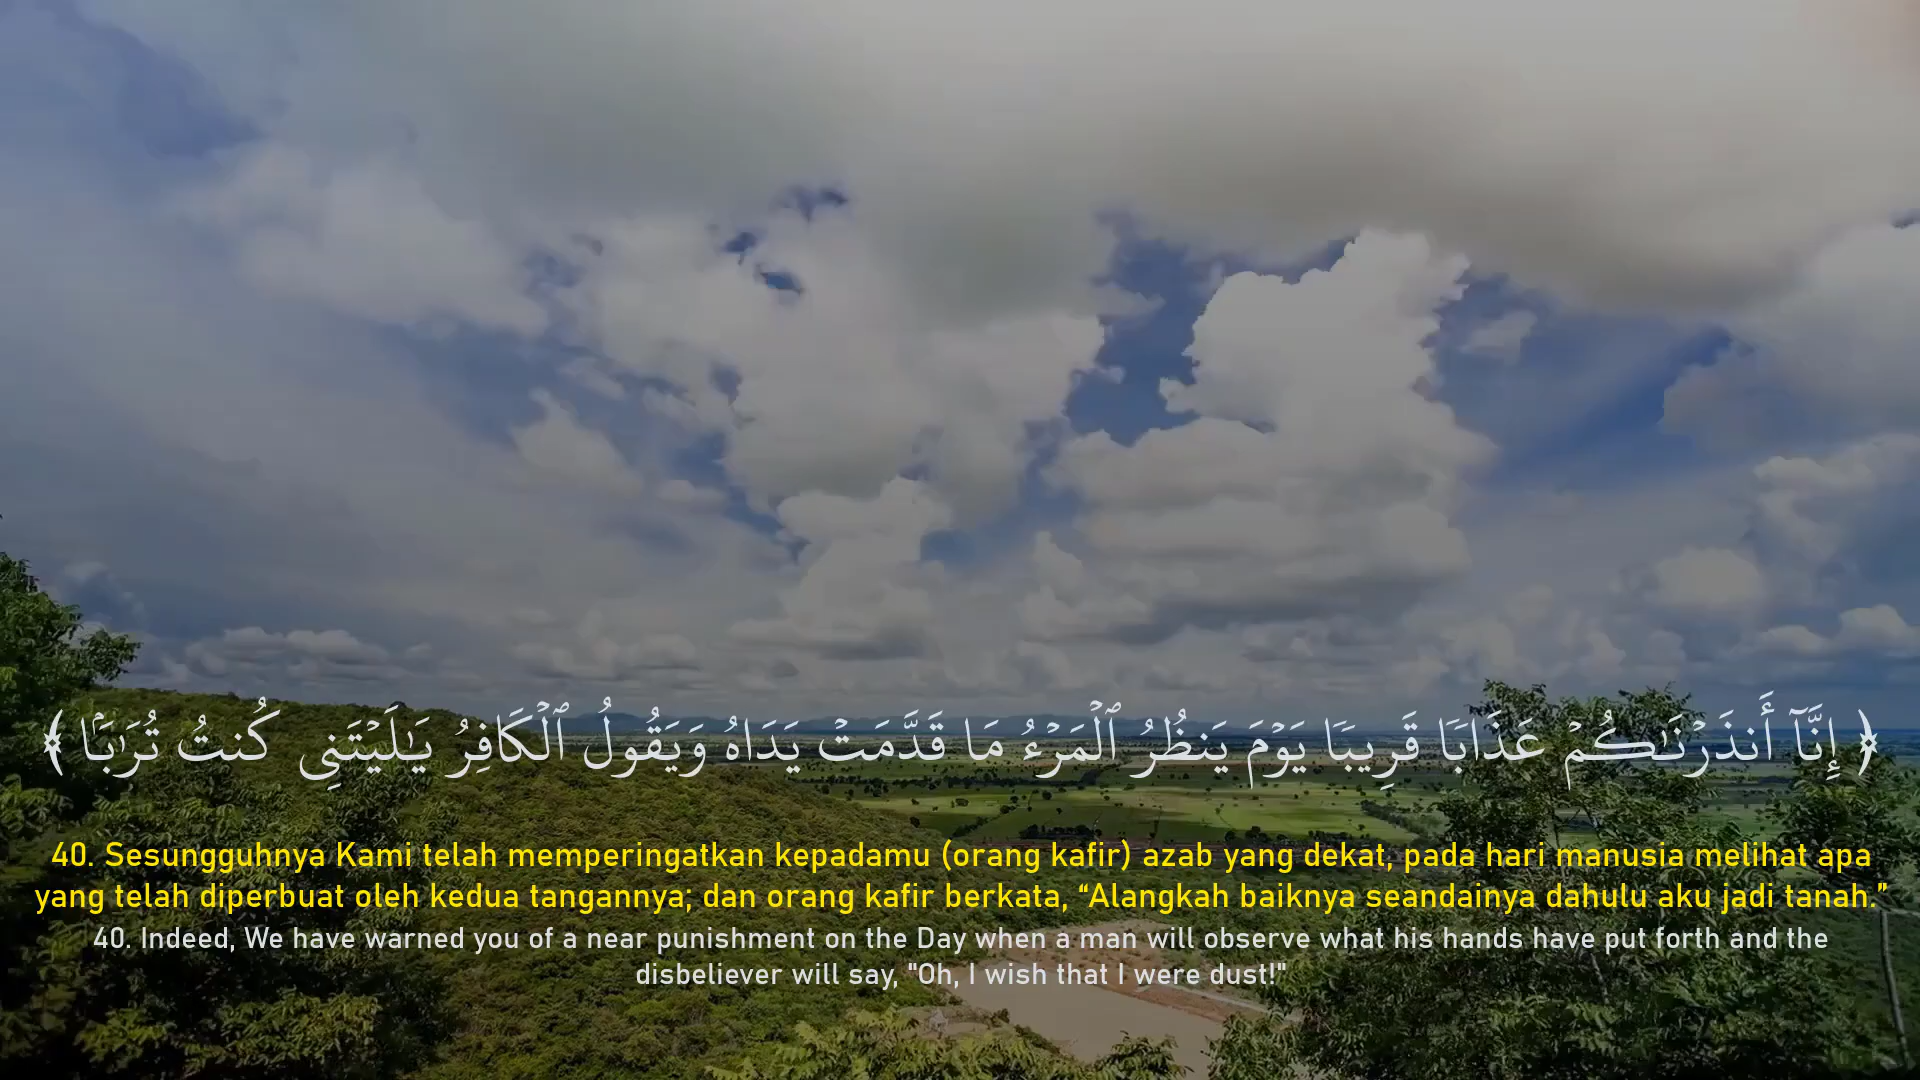 ﴿ إِنَّآ أَنذَرْنَٰكُمْ عَذَابًا قَرِيبًا يَوْمَ يَنظُرُ ٱلْمَرْءُ مَا قَدَّمَتْ يَدَاهُ وَيَقُولُ ٱلْكَافِرُ يَٰلَيْتَنِى كُنتُ تُرَٰبًۢا ﴾
40. Sesungguhnya Kami telah memperingatkan kepadamu (orang kafir) azab yang dekat, pada hari manusia melihat apa
yang telah diperbuat oleh kedua tangannya; dan orang kafir berkata, “Alangkah baiknya seandainya dahulu aku jadi tanah.”
40. Indeed, We have warned you of a near punishment on the Day when a man will observe what his hands have put forth and the
disbeliever will say, "Oh, I wish that I were dust!"